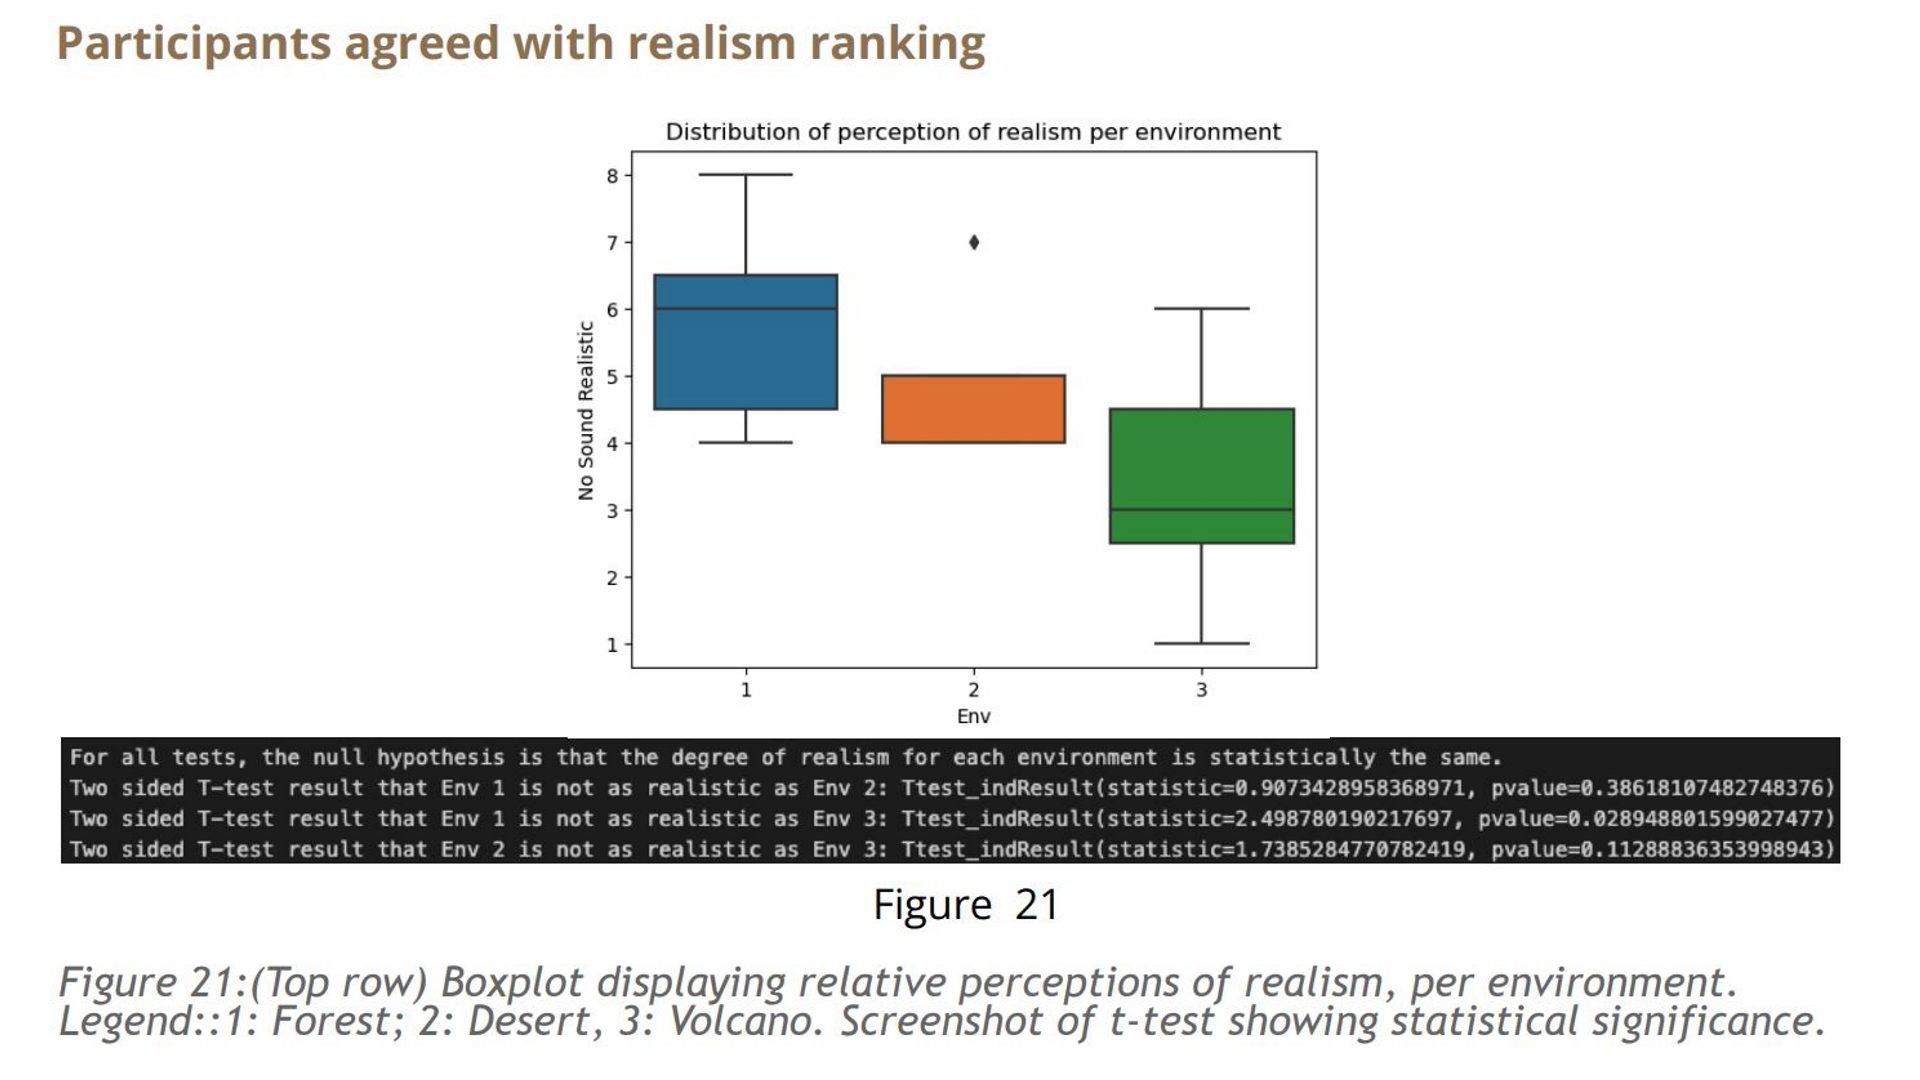 Participants agreed with realism ranking
Distribution of perception of realism per environment
8
7
6
5
4
3
2
1
No Sound Realistic
1 2 3
Env
For all tests, the null hypothesis is that the degree of realism for each environment is statistically the same.
Two sided T-test result that Env 1 is not as realistic as Env 2: Ttest_indResult(statistic=0.9073428958368971, pvalue=0.38618107482748376)
Two sided T-test result that Env 1 is not as realistic as Env 3: Ttest_indResult(statistic=2.498780190217697, pvalue=0.028948801599027477)
Two sided T-test result that Env 2 is not as realistic as Env 3: Ttest_indResult(statistic=1.7385284770782419, pvalue=0.11288836353998943)
Figure 21
Figure 21:(Top row) Boxplot displaying relative perceptions of realism, per environment.
Legend::1: Forest; 2: Desert, 3: Volcano. Screenshot of t-test showing statistical significance.